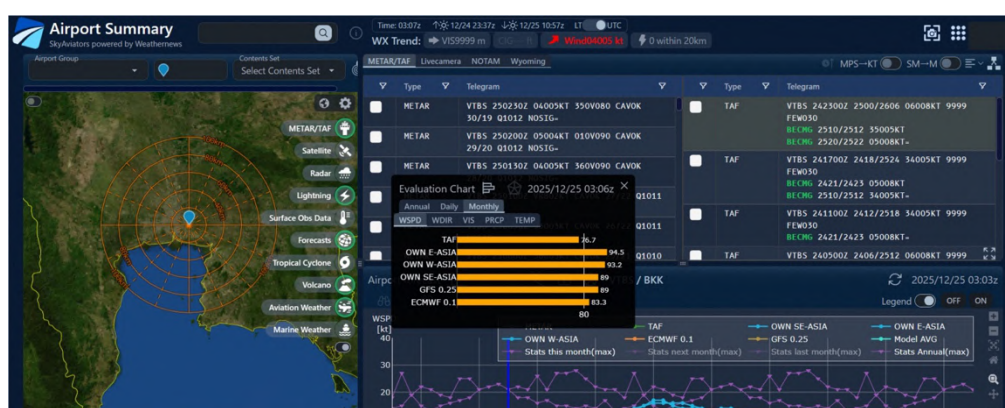 Airport Summary
SkyAviators powered by Weathernews
Time: 03:07z 12/24 23:37z 12/25 10:57z LT UTC
WX Trend: VIS9999 m Wind04005 kt 0 within 20km
Airport Group
Contents Set
Select Contents Set
METAR/TAF Livecamera NOTAM Wyoming
MPS→KT SM→M
Type Telegram
METAR VTBS 250230Z 04005KT 350V080 CAVOK
30/19 Q1012 NOSIG=
METAR VTBS 250200Z 05004KT 010V090 CAVOK
29/20 Q1012 NOSIG=
METAR VTBS 250130Z 04005KT 360V090 CAVOK
Q1011
Q1011
Q1010
Type Telegram
TAF VTBS 242300Z 2500/2606 06008KT 9999
FEW030
BECMG 2510/2512 35005KT
BECMG 2520/2522 05008KT=
TAF VTBS 241700Z 2418/2524 34005KT 9999
FEW030
BECMG 2421/2423 05008KT
BECMG 2510/2512 34005KT=
TAF VTBS 241100Z 2412/2518 34005KT 9999
FEW030
BECMG 2421/2423 05008KT=
TAF VTBS 240500Z 2406/2512 06008KT 9999
METAR/TAF
Satellite
Radar
Lightning
Surface Obs Data
Forecasts
Tropical Cyclone
Volcano
Aviation Weather
Marine Weather
Evaluation Chart 2025/12/25 03:06z
Annual Daily Monthly
WSPD WDIR VIS PRCP TEMP
TAF 76.7
OWN E-ASIA 94.5
OWN W-ASIA 93.2
OWN SE-ASIA 89
GFS 0.25 89
ECMWF 0.1 83.3
80
/ BKK
2025/12/25 03:03z
Legend OFF ON
WSP
[kt]
40
30
20
TAF OWN SE-ASIA OWN E-ASIA
OWN W-ASIA ECMWF 0.1 GFS 0.25 Model AVG
Stats this month(max) Stats next month(max) Stats last month(max) Stats Annual(max)